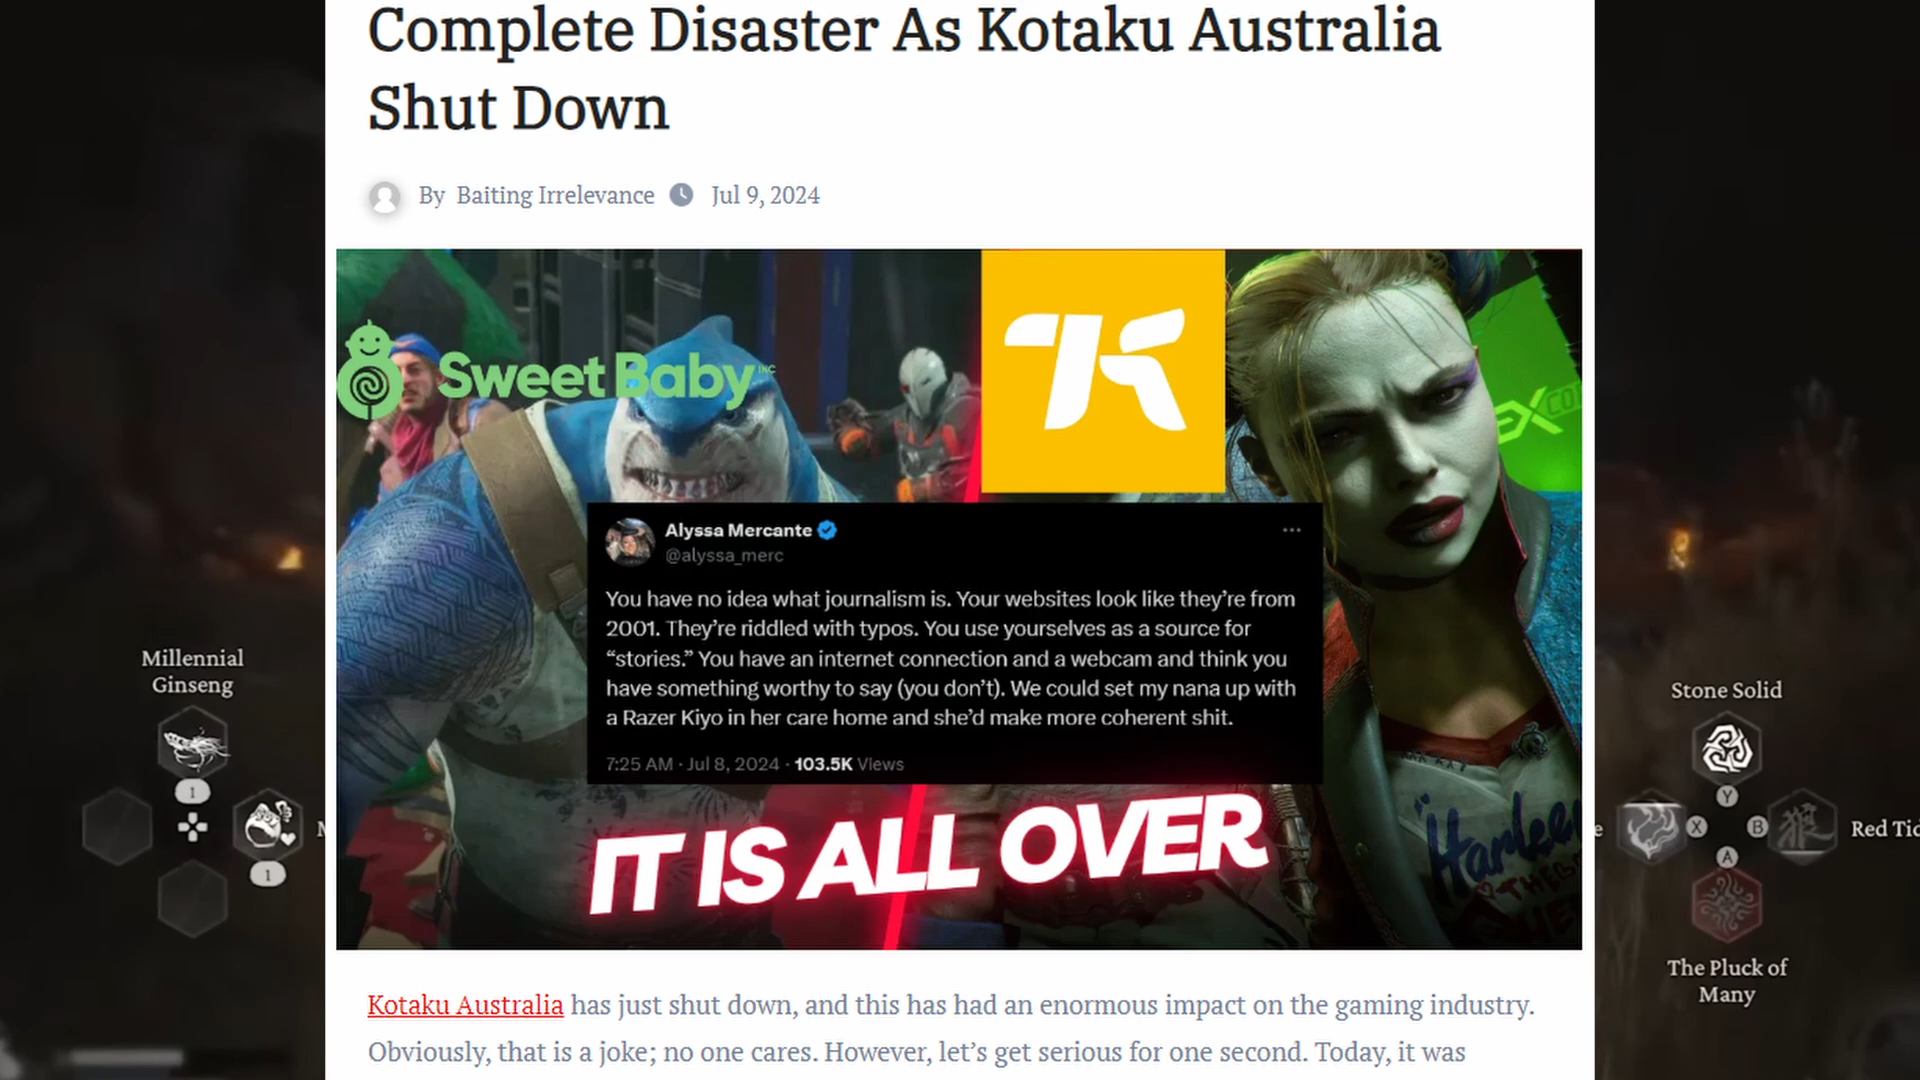 Complete Disaster As Kotaku Australia
Shut Down
By Baiting Irrelevance Jul 9, 2024
Sweet Baby INC
K
Alyssa Mercante
@alyssa_merc
You have no idea what journalism is. Your websites look like they’re from
2001. They’re riddled with typos. You use yourselves as a source for
“stories.” You have an internet connection and a webcam and think you
have something worthy to say (you don’t). We could set my nana up with
a Razer Kiyo in her care home and she’d make more coherent shit.
7:25 AM · Jul 8, 2024 · 103.5K Views
IT IS ALL OVER
Kotaku Australia has just shut down, and this has had an enormous impact on the gaming industry.
Obviously, that is a joke; no one cares. However, let’s get serious for one second. Today, it was
Millennial
Ginseng
1
1
Stone Solid
Y
X
B
A
Red Tic
The Pluck of
Many